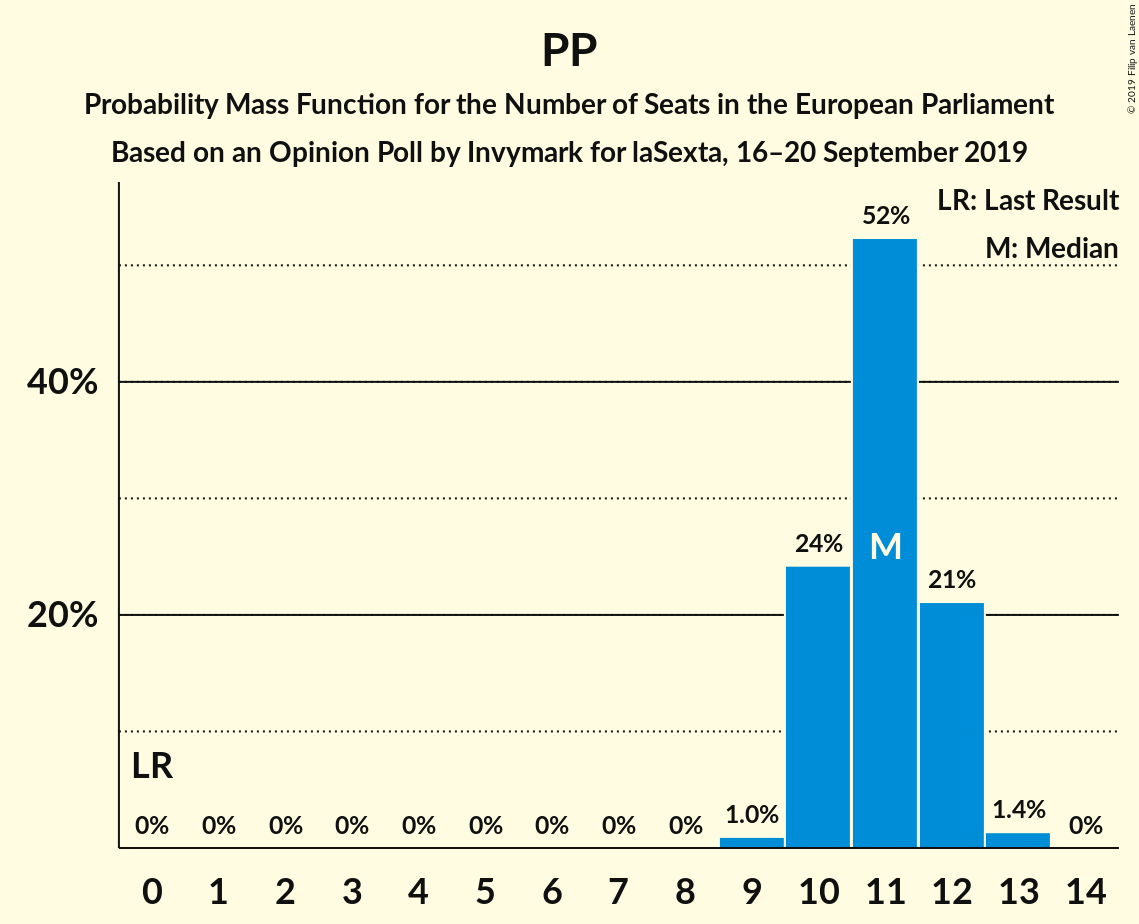 PP
Probability Mass Function for the Number of Seats in the European Parliament
Based on an Opinion Poll by Invymark for laSexta, 16–20 September 2019
© 2019 Filip van Laenen
LR: Last Result
M: Median
52%
40%
24%
M
21%
20%
LR
0% 0% 0% 0% 0% 0% 0% 0% 0% 1.0% 1.4% 0%
0 1 2 3 4 5 6 7 8 9 10 11 12 13 14